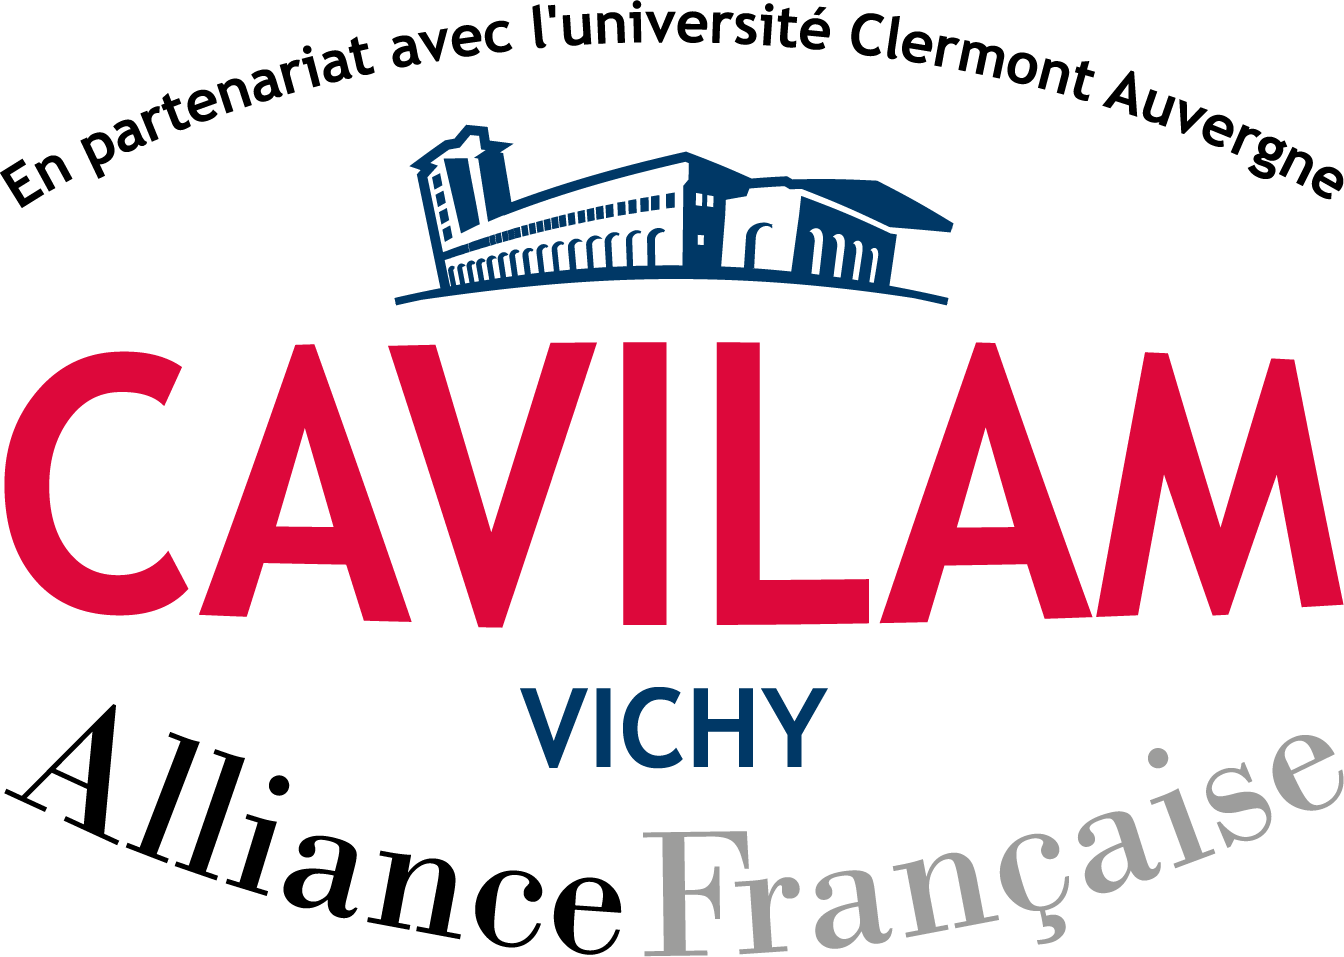 En partenariat avec l'université Clermont Auvergne
CAVILAM
VICHY
Alliance Française